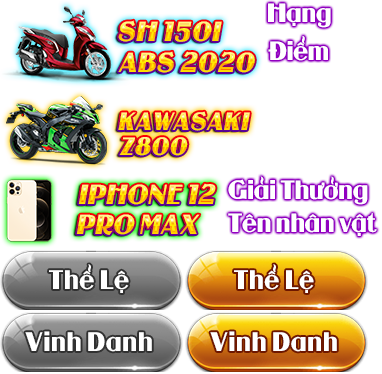 SH 150I
ABS 2020
Hạng
Điểm
KAWASAKI
Z800
IPHONE 12
PRO MAX
Giải Thưởng
Tên nhân vật
Thể Lệ
Thể Lệ
Vinh Danh
Vinh Danh